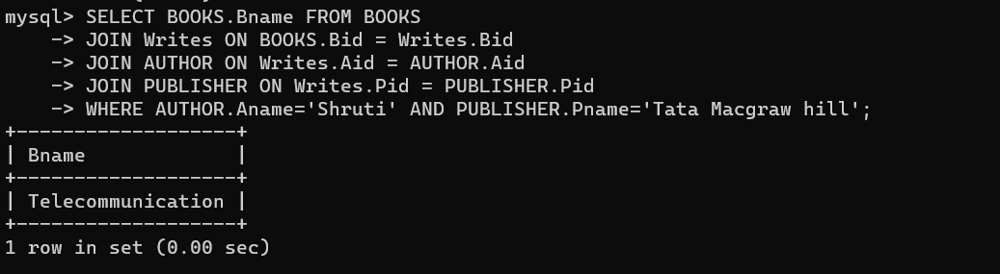 mysql> SELECT BOOKS.Bname FROM BOOKS
    -> JOIN Writes ON BOOKS.Bid = Writes.Bid
    -> JOIN AUTHOR ON Writes.Aid = AUTHOR.Aid
    -> JOIN PUBLISHER ON Writes.Pid = PUBLISHER.Pid
    -> WHERE AUTHOR.Aname='Shruti' AND PUBLISHER.Pname='Tata Macgraw hill';
+-------------------+
| Bname             |
+-------------------+
| Telecommunication |
+-------------------+
1 row in set (0.00 sec)